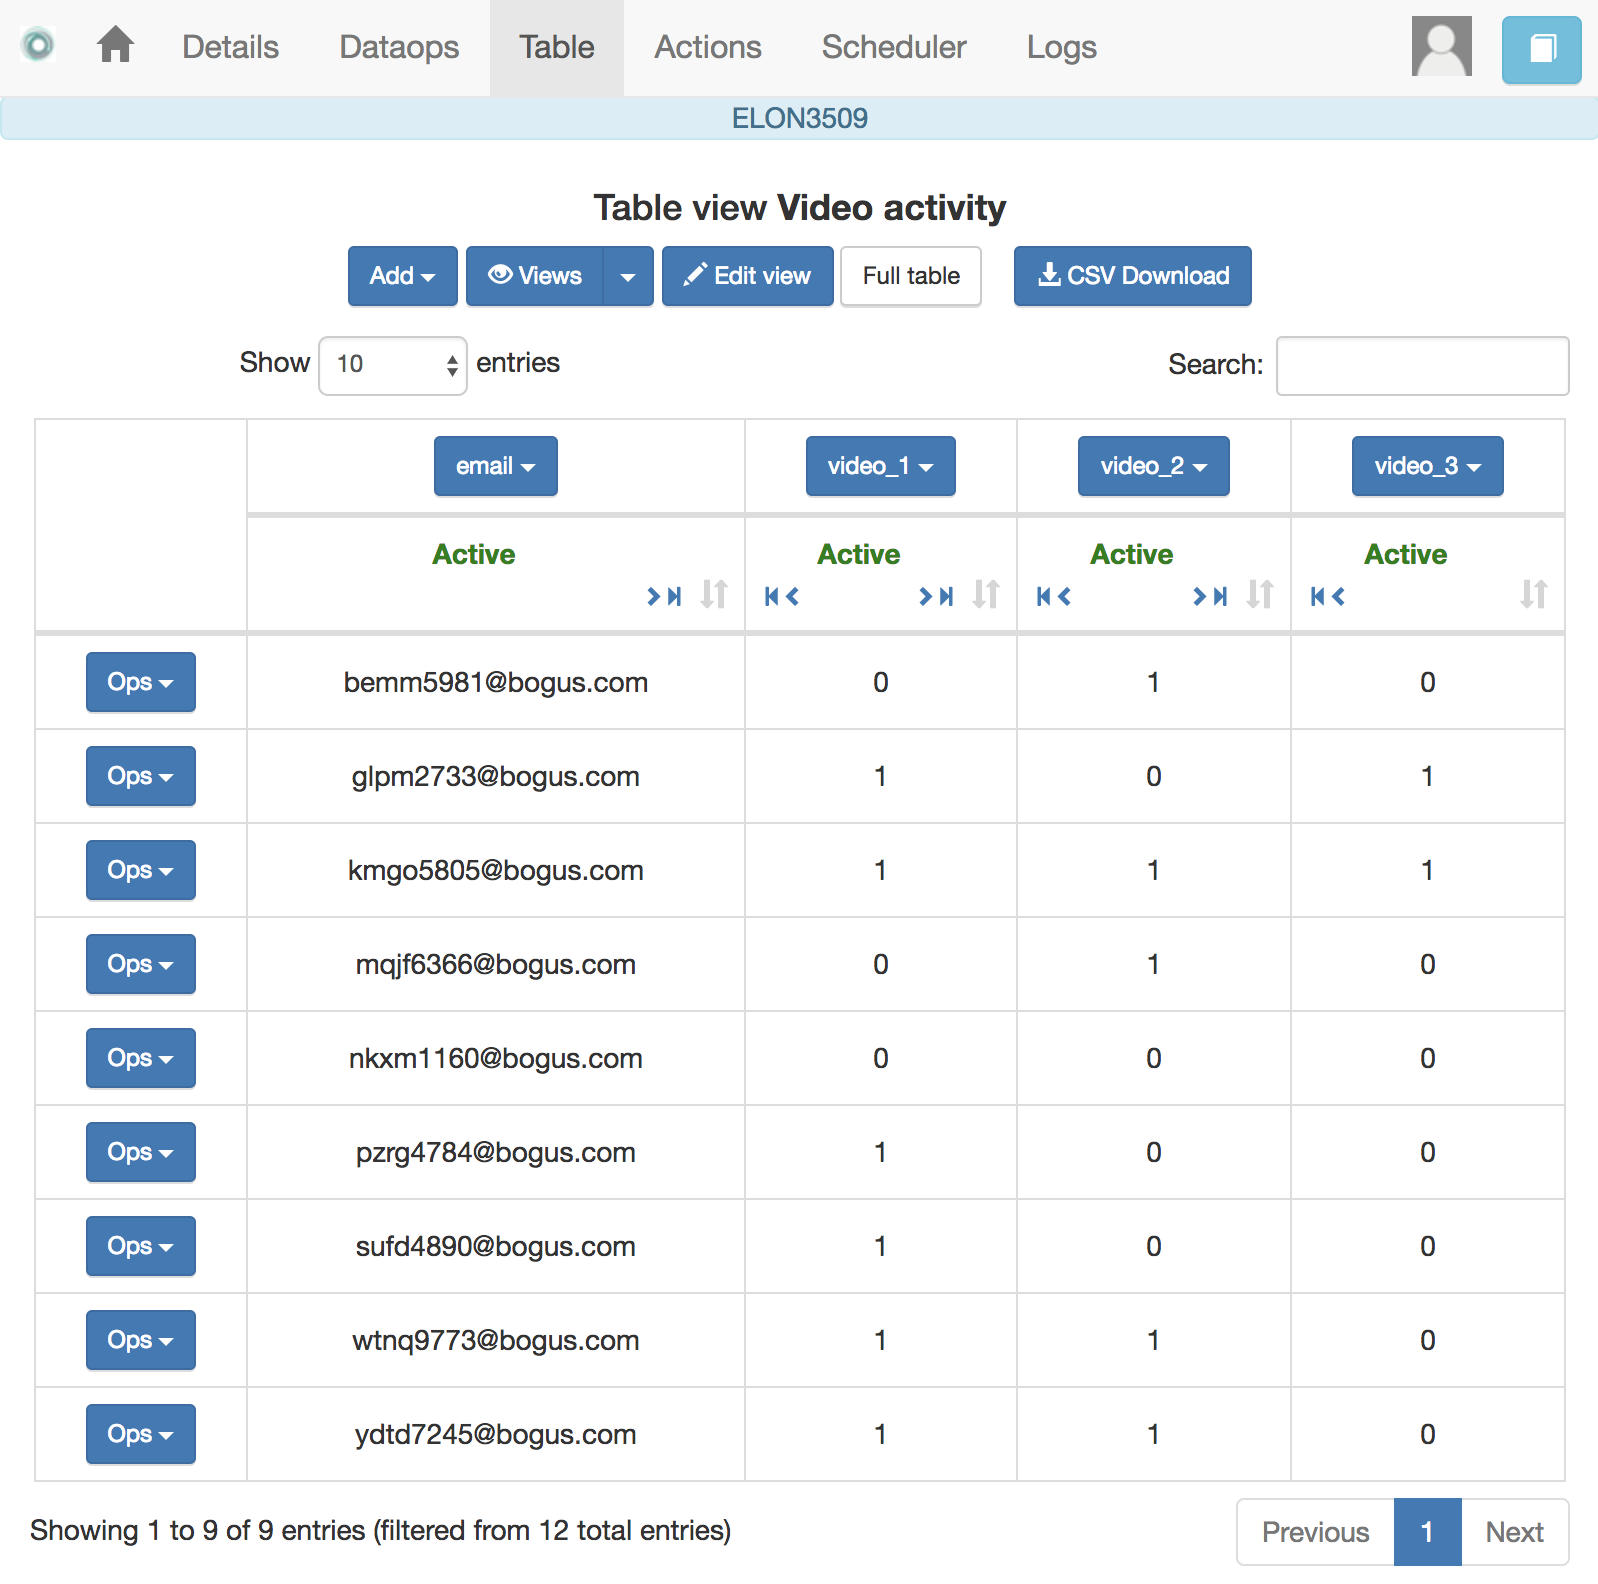 Details Dataops Table Actions Scheduler Logs
ELON3509
Table view Video activity
Add Views Edit view Full table CSV Download
Show 10 entries Search:
email video_1 video_2 video_3
Active Active Active Active
Ops bemm5981@bogus.com 0 1 0
Ops glpm2733@bogus.com 1 0 1
Ops kmgo5805@bogus.com 1 1 1
Ops mqjf6366@bogus.com 0 1 0
Ops nkxm1160@bogus.com 0 0 0
Ops pzrg4784@bogus.com 1 0 0
Ops sufd4890@bogus.com 1 0 0
Ops wtnq9773@bogus.com 1 1 0
Ops ydtd7245@bogus.com 1 1 0
Showing 1 to 9 of 9 entries (filtered from 12 total entries) Previous 1 Next